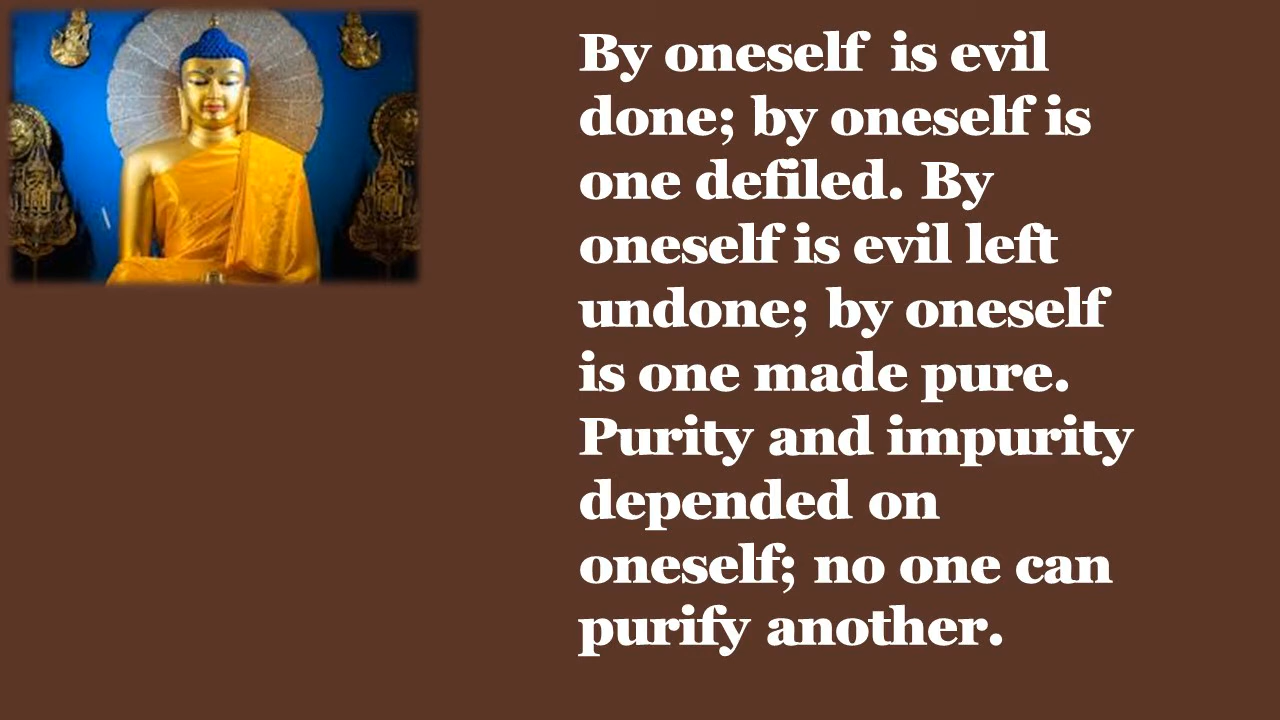 By oneself  is evil
done; by oneself is
one defiled. By
oneself is evil left
undone; by oneself
is one made pure.
Purity and impurity
depended on
oneself; no one can
purify another.